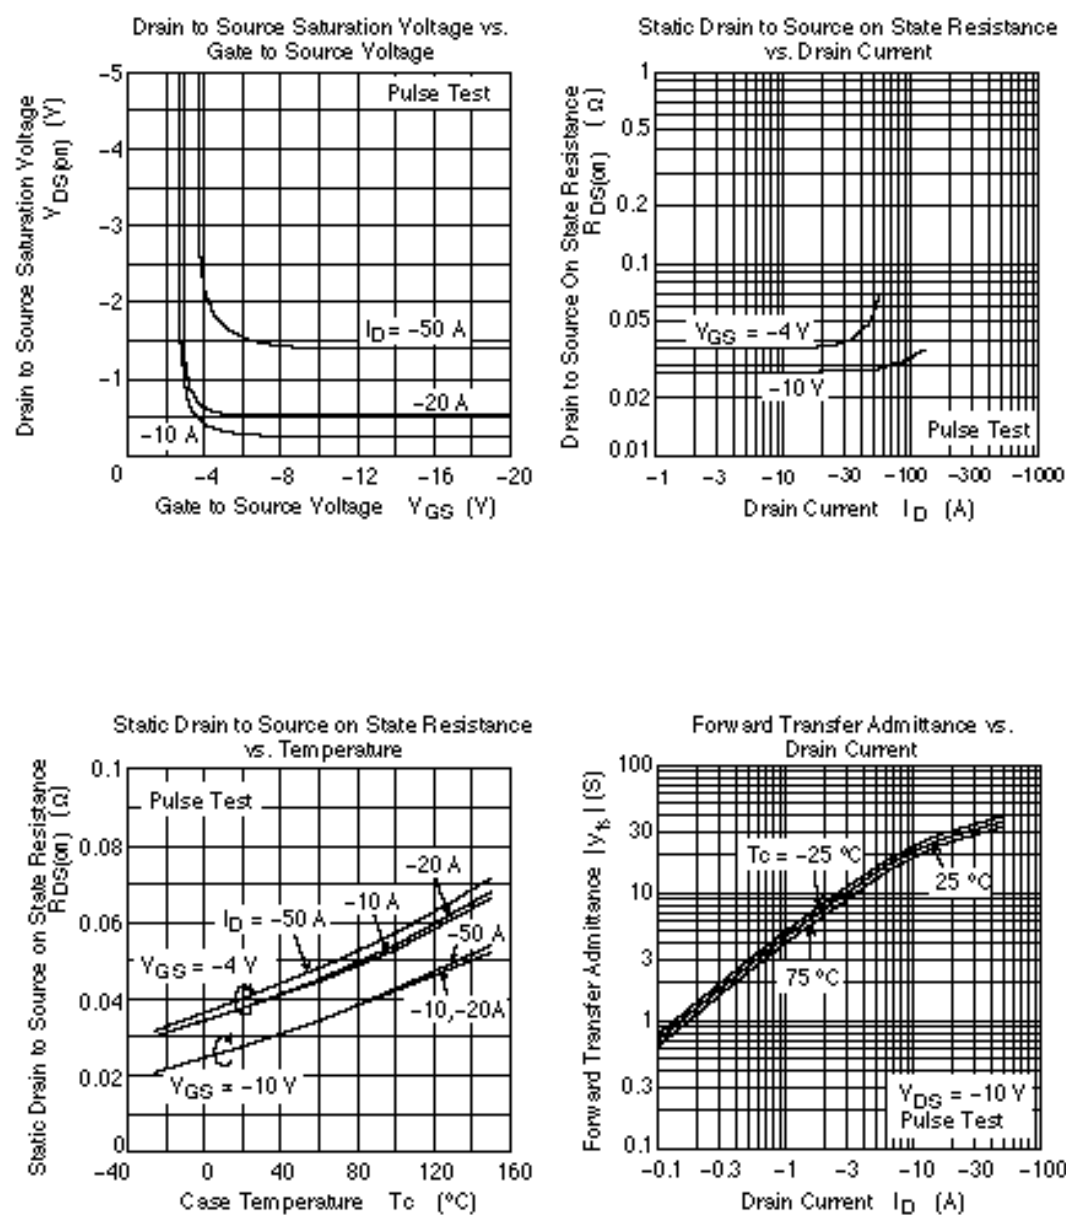 Drain to Source Saturation Voltage vs.
Gate to Source Voltage
−5
−4
−3
−2
−1
0
Pulse Test
I D = −50 A
−20 A
−10 A
−4
−8
−12
−16
−20
Drain to Source Saturation Voltage
V DS(on) (V)
Gate to Source Voltage V GS (V)
Static Drain to Source on State Resistance
vs. Drain Current
1
0.5
0.2
0.1
0.05
0.02
0.01
V GS = −4 V
−10 V
Pulse Test
−1
−3
−10
−30
−100
−300
−1000
Drain to Source On State Resistance
R DS(on) (Ω)
Drain Current I D (A)
Static Drain to Source on State Resistance
vs. Temperature
0.1
0.08
0.06
0.04
0.02
0
Pulse Test
−20 A
−10 A
I D = −50 A
−50 A
V GS = −4 V
−10,−20A
V GS = −10 V
−40
0
40
80
120
160
Static Drain to Source on State Resistance
R DS(on) (Ω)
Case Temperature Tc (°C)
Forward Transfer Admittance vs.
Drain Current
100
30
10
3
1
0.3
0.1
Tc = −25 °C
25 °C
75 °C
V DS = −10 V
Pulse Test
−0.1
−0.3
−1
−3
−10
−30
−100
Forward Transfer Admittance |y fs| (S)
Drain Current I D (A)